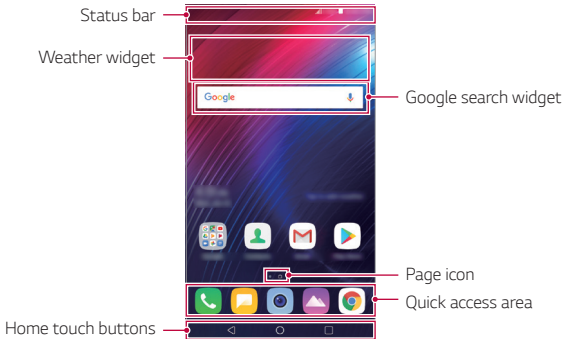 Status bar
Weather widget
Google
Google search widget
Page icon
Quick access area
Home touch buttons